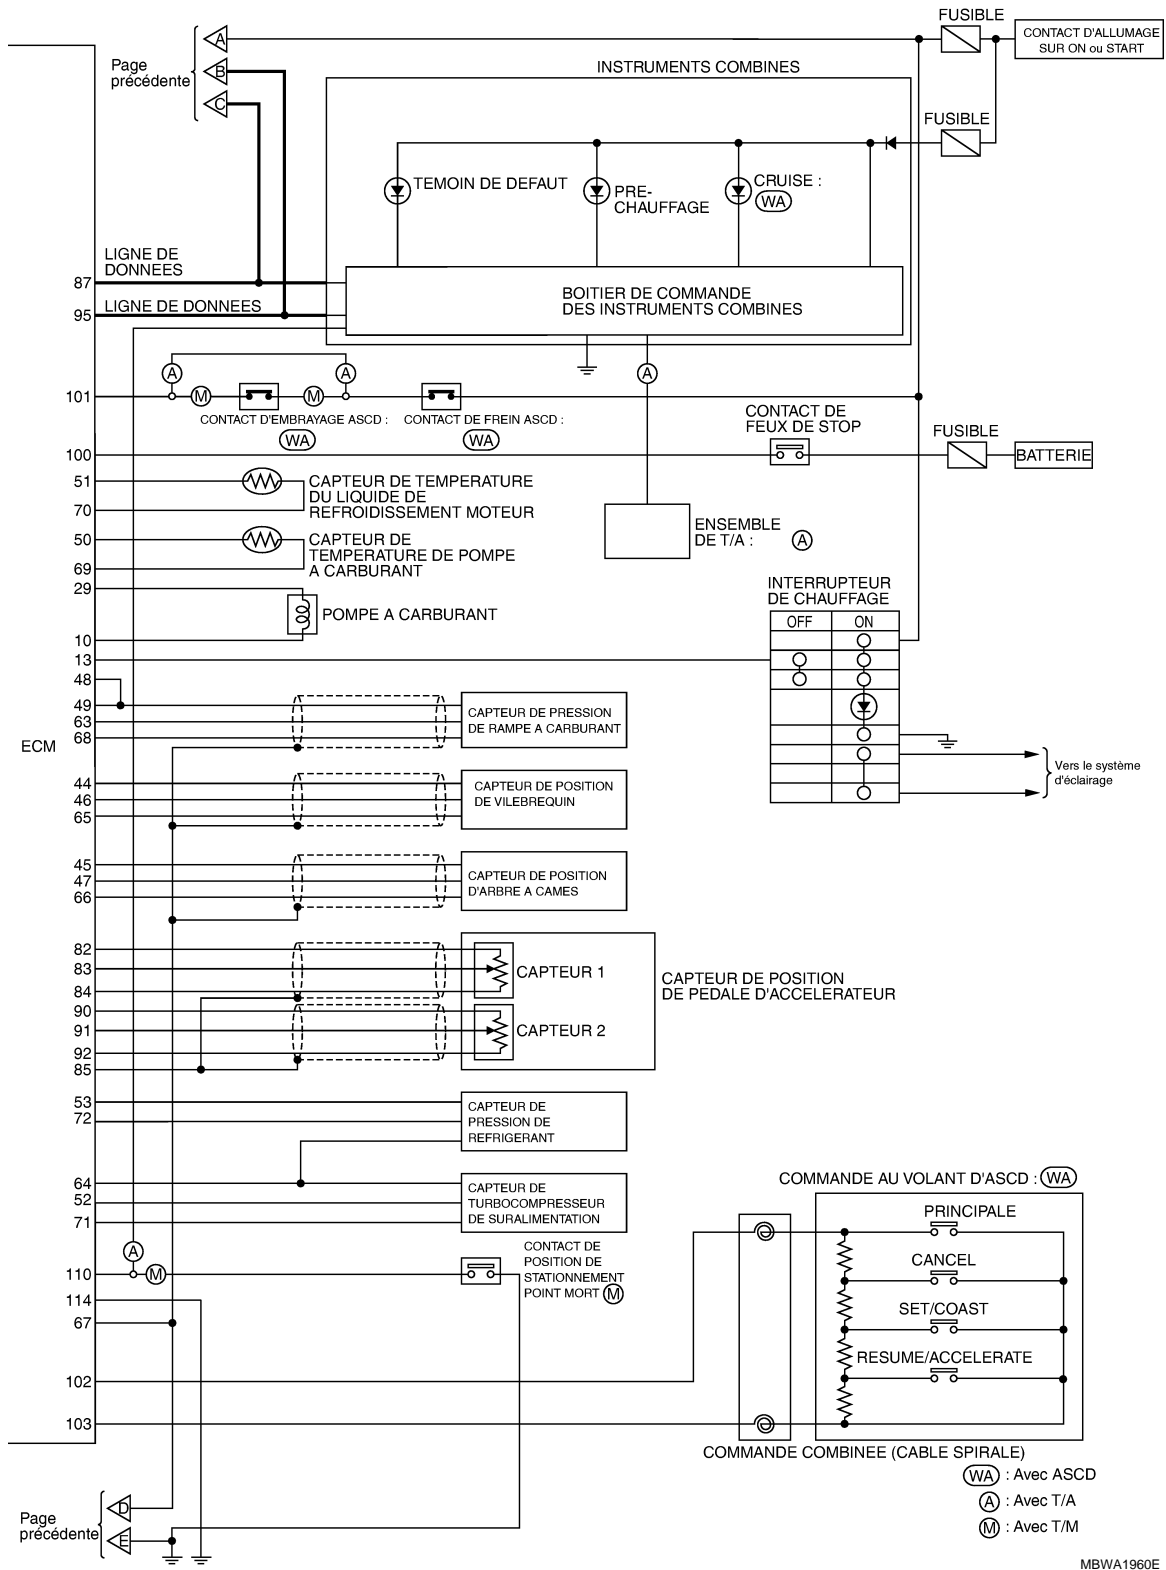 FUSIBLE
CONTACT D'ALLUMAGE
SUR ON ou START
A
Page
précédente
B
C
INSTRUMENTS COMBINES
FUSIBLE
TEMOIN DE DEFAUT
PRE-
CHAUFFAGE
CRUISE :
WA
LIGNE DE
DONNEES
87
LIGNE DE DONNEES
95
BOITIER DE COMMANDE
DES INSTRUMENTS COMBINES
A
A
A
101
M
M
CONTACT D'EMBRAYAGE ASCD :
WA
CONTACT DE FREIN ASCD :
WA
CONTACT DE
FEUX DE STOP
FUSIBLE
BATTERIE
100
51
CAPTEUR DE TEMPERATURE
DU LIQUIDE DE
REFROIDISSEMENT MOTEUR
70
50
CAPTEUR DE
TEMPERATURE DE POMPE
A CARBURANT
69
ENSEMBLE
DE T/A :
A
29
POMPE A CARBURANT
10
INTERRUPTEUR
DE CHAUFFAGE
OFF
ON
13
48
49
63
68
CAPTEUR DE PRESSION
DE RAMPE A CARBURANT
ECM
Vers le système
d'éclairage
44
46
65
CAPTEUR DE POSITION
DE VILEBREQUIN
45
47
66
CAPTEUR DE POSITION
D'ARBRE A CAMES
82
83
84
CAPTEUR 1
90
91
92
85
CAPTEUR 2
CAPTEUR DE POSITION
DE PEDALE D'ACCELERATEUR
53
72
CAPTEUR DE
PRESSION DE
REFRIGERANT
64
52
71
CAPTEUR DE
TURBOCOMPRESSEUR
DE SURALIMENTATION
A
110
M
CONTACT DE
POSITION DE
STATIONNEMENT
POINT MORT
M
114
67
102
103
COMMANDE AU VOLANT D'ASCD :
WA
PRINCIPALE
CANCEL
SET/COAST
RESUME/ACCELERATE
COMMANDE COMBINEE (CABLE SPIRALE)
WA : Avec ASCD
A : Avec T/A
M : Avec T/M
Page
précédente
D
E
MBWA1960E